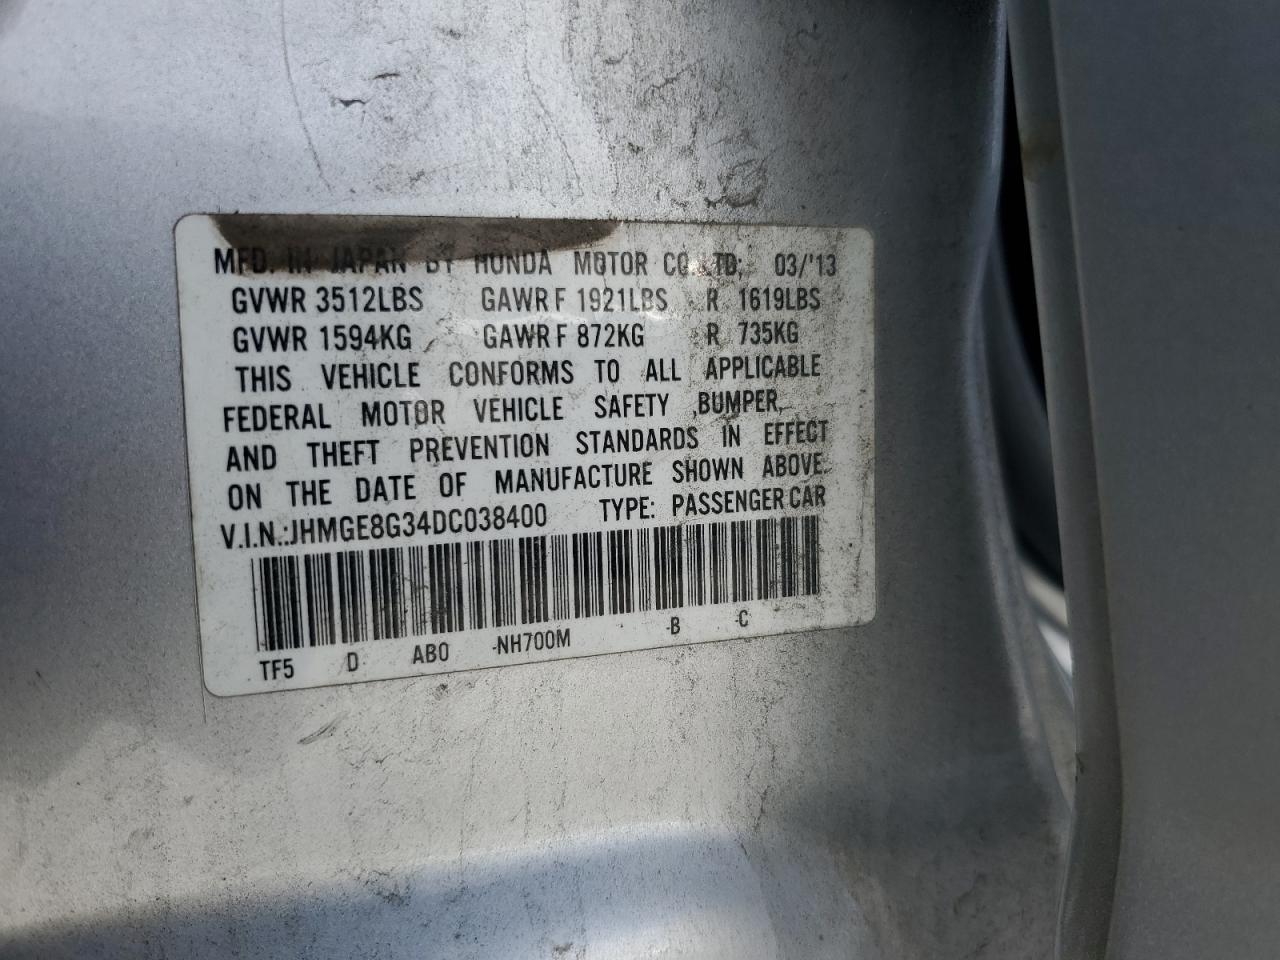 MFD. IN JAPAN BY HONDA MOTOR CO.,LTD; 03/'13
GVWR 3512LBS GAWR F 1921LBS R 1619LBS
GVWR 1594KG GAWR F 872KG R 735KG
THIS VEHICLE CONFORMS TO ALL APPLICABLE
FEDERAL MOTOR VEHICLE SAFETY ,BUMPER,
AND THEFT PREVENTION STANDARDS IN EFFECT
ON THE DATE OF MANUFACTURE SHOWN ABOVE.
V.I.N.:JHMGE8G34DC038400 TYPE: PASSENGER CAR
TF5 D AB0 -NH700M -B -C